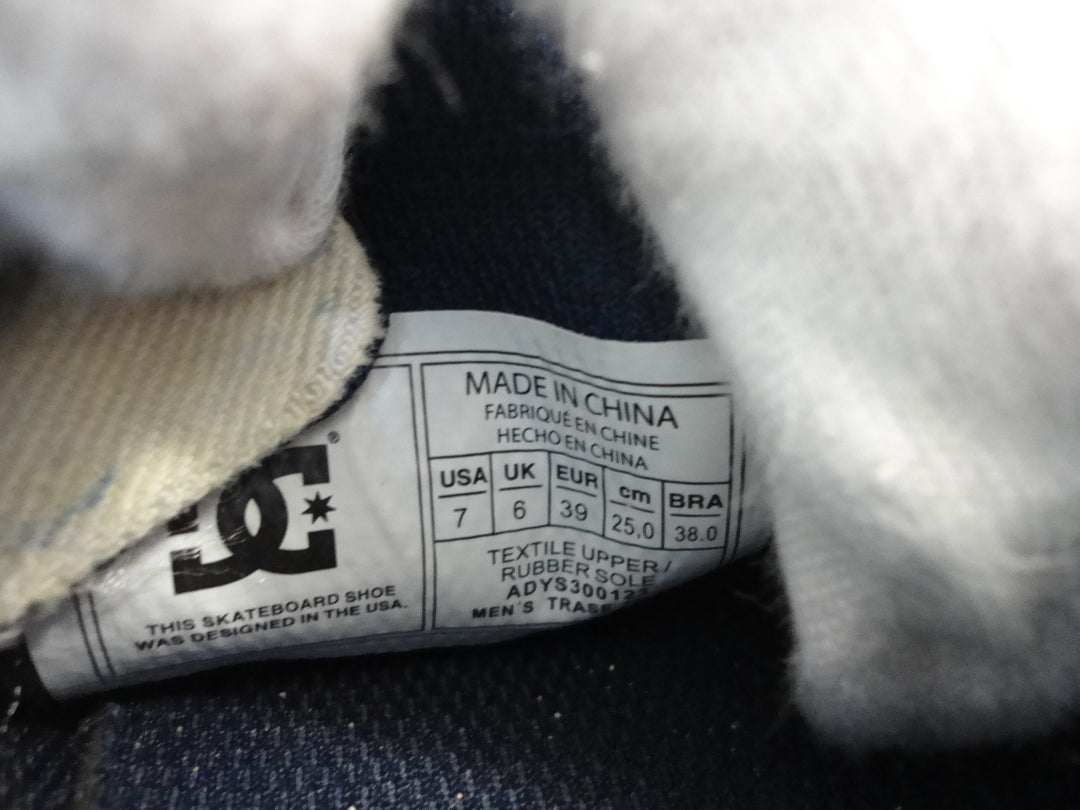 DC®
THIS SKATEBOARD SHOE
WAS DESIGNED IN THE USA.
MADE IN CHINA
FABRIQUÉ EN CHINE
HECHO EN CHINA
USA UK EUR cm BRA
7 6 39 25,0 38.0
TEXTILE UPPER/
RUBBER SOLE
MEN'S